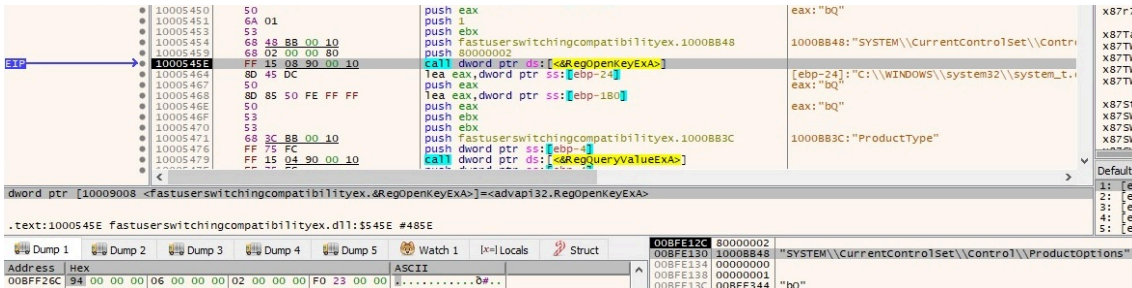 10005450 50 push eax eax:"bQ"
10005451 6A 01 push 1
10005453 53 push ebx
10005454 68 48 BB 00 10 push fastuserswitchingcompatibilityex.1000BB48 1000BB48:"SYSTEM\\CurrentControlSet\\Contro
10005459 68 02 00 00 80 push 80000002
EIP 1000545E FF 15 08 90 00 10 call dword ptr ds:[<&RegOpenKeyExA>]
10005464 8D 45 DC lea eax,dword ptr ss:[ebp-24] [ebp-24]:"C:\\WINDOWS\\system32\\system_t.
10005467 50 push eax eax:"bQ"
10005468 8D 85 50 FE FF FF lea eax,dword ptr ss:[ebp-1B0]
1000546E 50 push eax eax:"bQ"
1000546F 53 push ebx
10005470 53 push ebx
10005471 68 3C BB 00 10 push fastuserswitchingcompatibilityex.1000BB3C 1000BB3C:"ProductType"
10005476 FF 75 FC push dword ptr ss:[ebp-4]
10005479 FF 15 04 90 00 10 call dword ptr ds:[<&RegQueryValueExA>]
Default
1: [e
2: [e
3: [e
4: [e
5: [e
dword ptr [10009008 <fastuserswitchingcompatibilityex.&RegOpenKeyExA>]=<advapi32.RegOpenKeyExA>
.text:1000545E fastuserswitchingcompatibilityex.dll:$545E #485E
Dump 1 Dump 2 Dump 3 Dump 4 Dump 5 Watch 1 [x=] Locals Struct
Address Hex ASCII
00BFF26C 94 00 00 00 06 00 00 00 02 00 00 00 F0 23 00 00 ............ð#..
00BFE12C 80000002
00BFE130 1000BB48 "SYSTEM\\CurrentControlSet\\Control\\ProductOptions"
00BFE134 00000000
00BFE138 00000001
00BFE13C 00BFE344 "bQ"